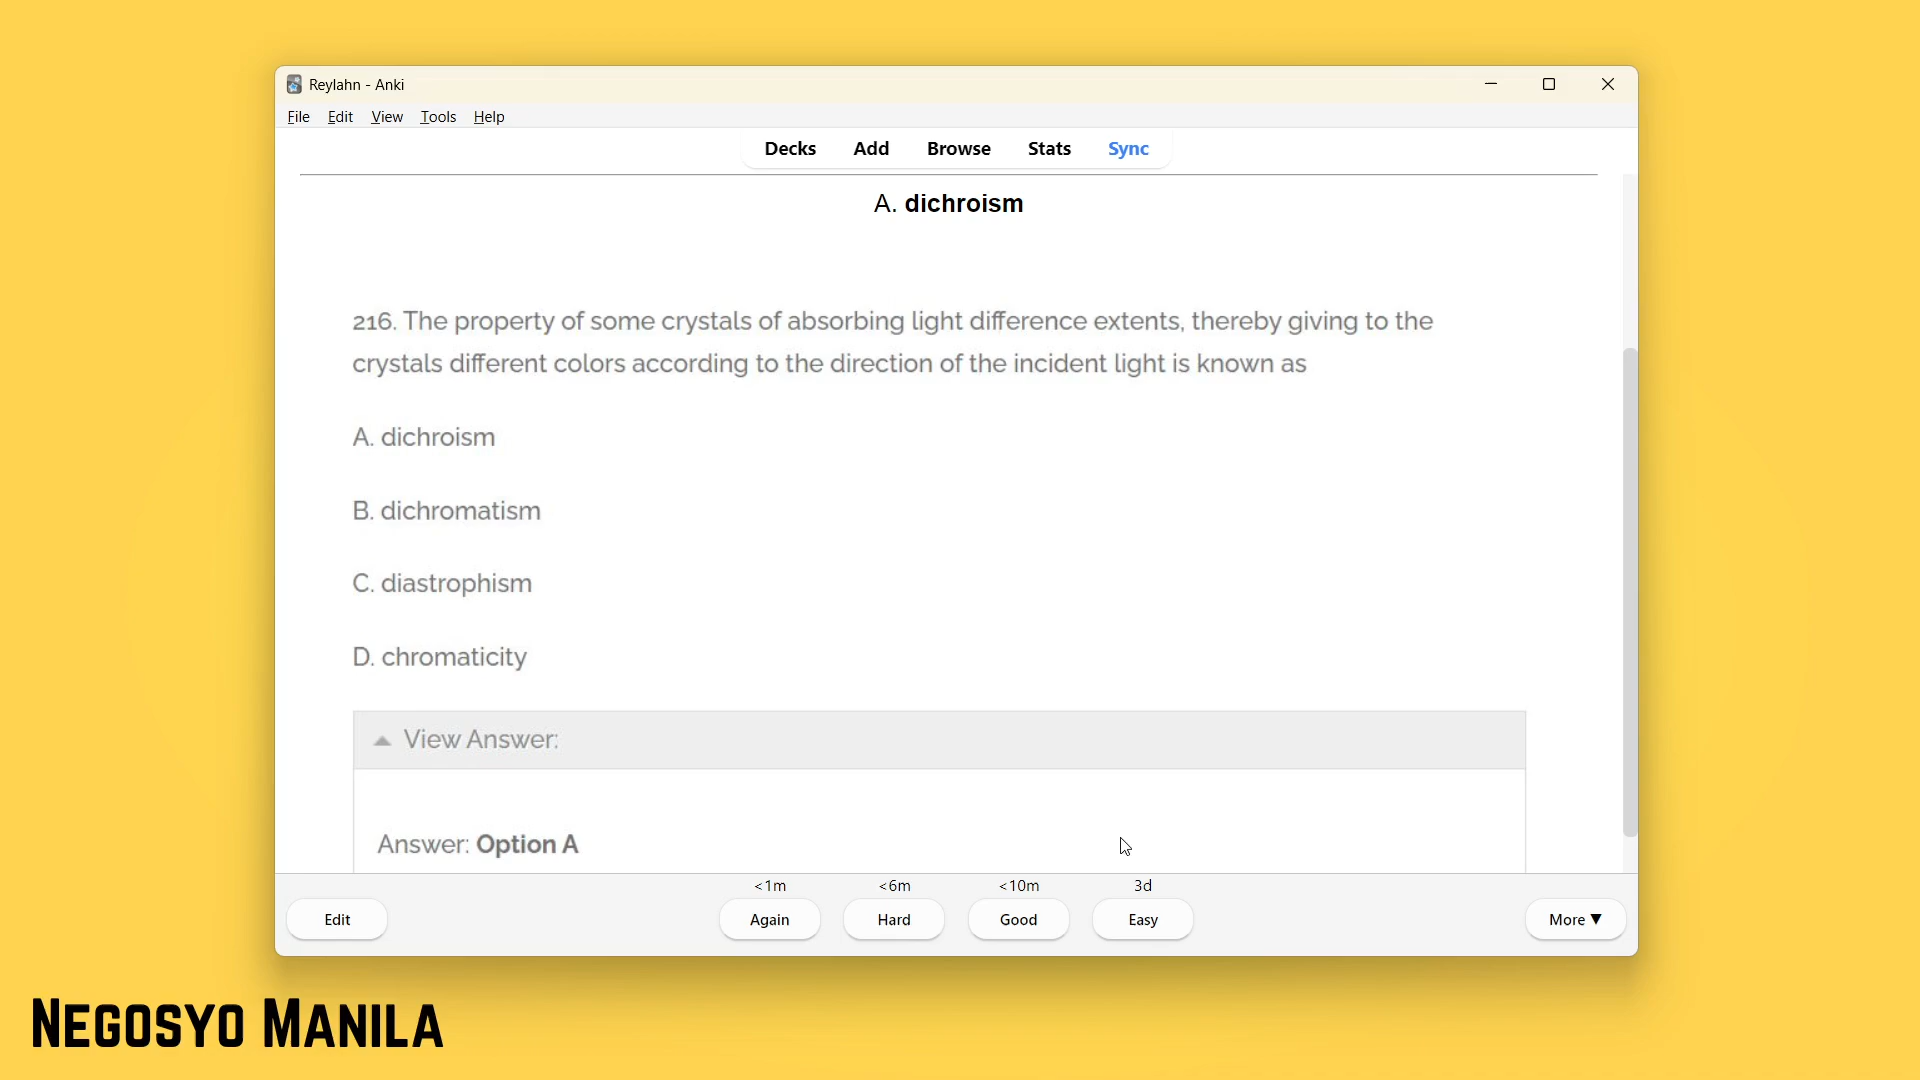 Reylahn - Anki
File Edit View Tools Help
Decks Add Browse Stats Sync
A. dichroism
216. The property of some crystals of absorbing light difference extents, thereby giving to the
crystals different colors according to the direction of the incident light is known as
A. dichroism
B. dichromatism
C. diastrophism
D. chromaticity
View Answer:
Answer: Option A
<1m <6m <10m 3d
Edit Again Hard Good Easy More ▼
NEGOSYO MANILA